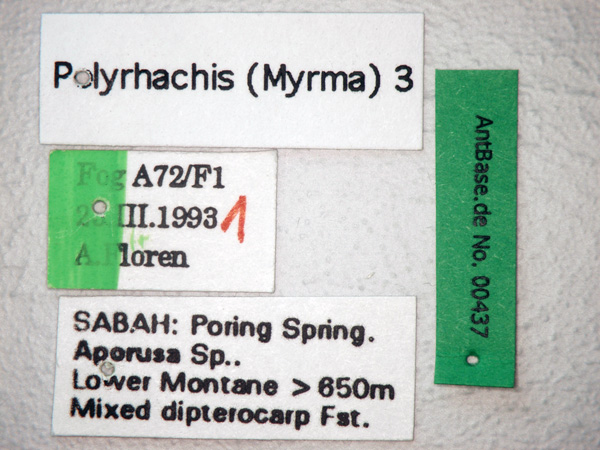 Polyrhachis (Myrma) 3
Fog A72/F1
III.1993 1
A. Floren
SABAH: Poring Spring.
Aporusa Sp..
Lower Montane > 650m
Mixed dipterocarp Fst.
AntBase.de No. 00437